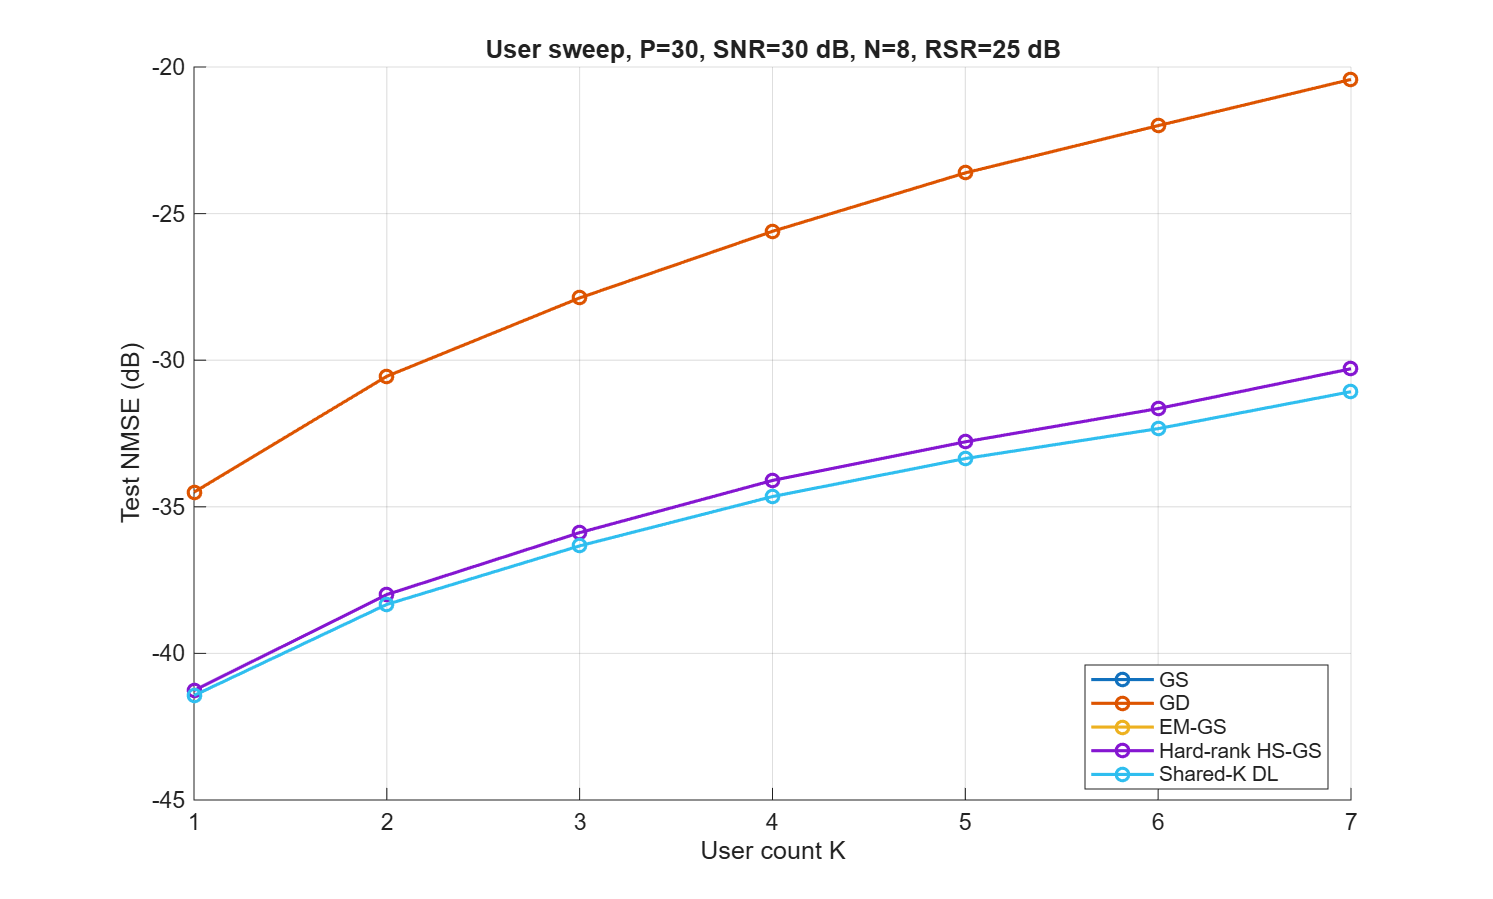 User sweep, P=30, SNR=30 dB, N=8, RSR=25 dB
Test NMSE (dB)
-20
-25
-30
-35
-40
-45
1 2 3 4 5 6 7
User count K
GS
GD
EM-GS
Hard-rank HS-GS
Shared-K DL